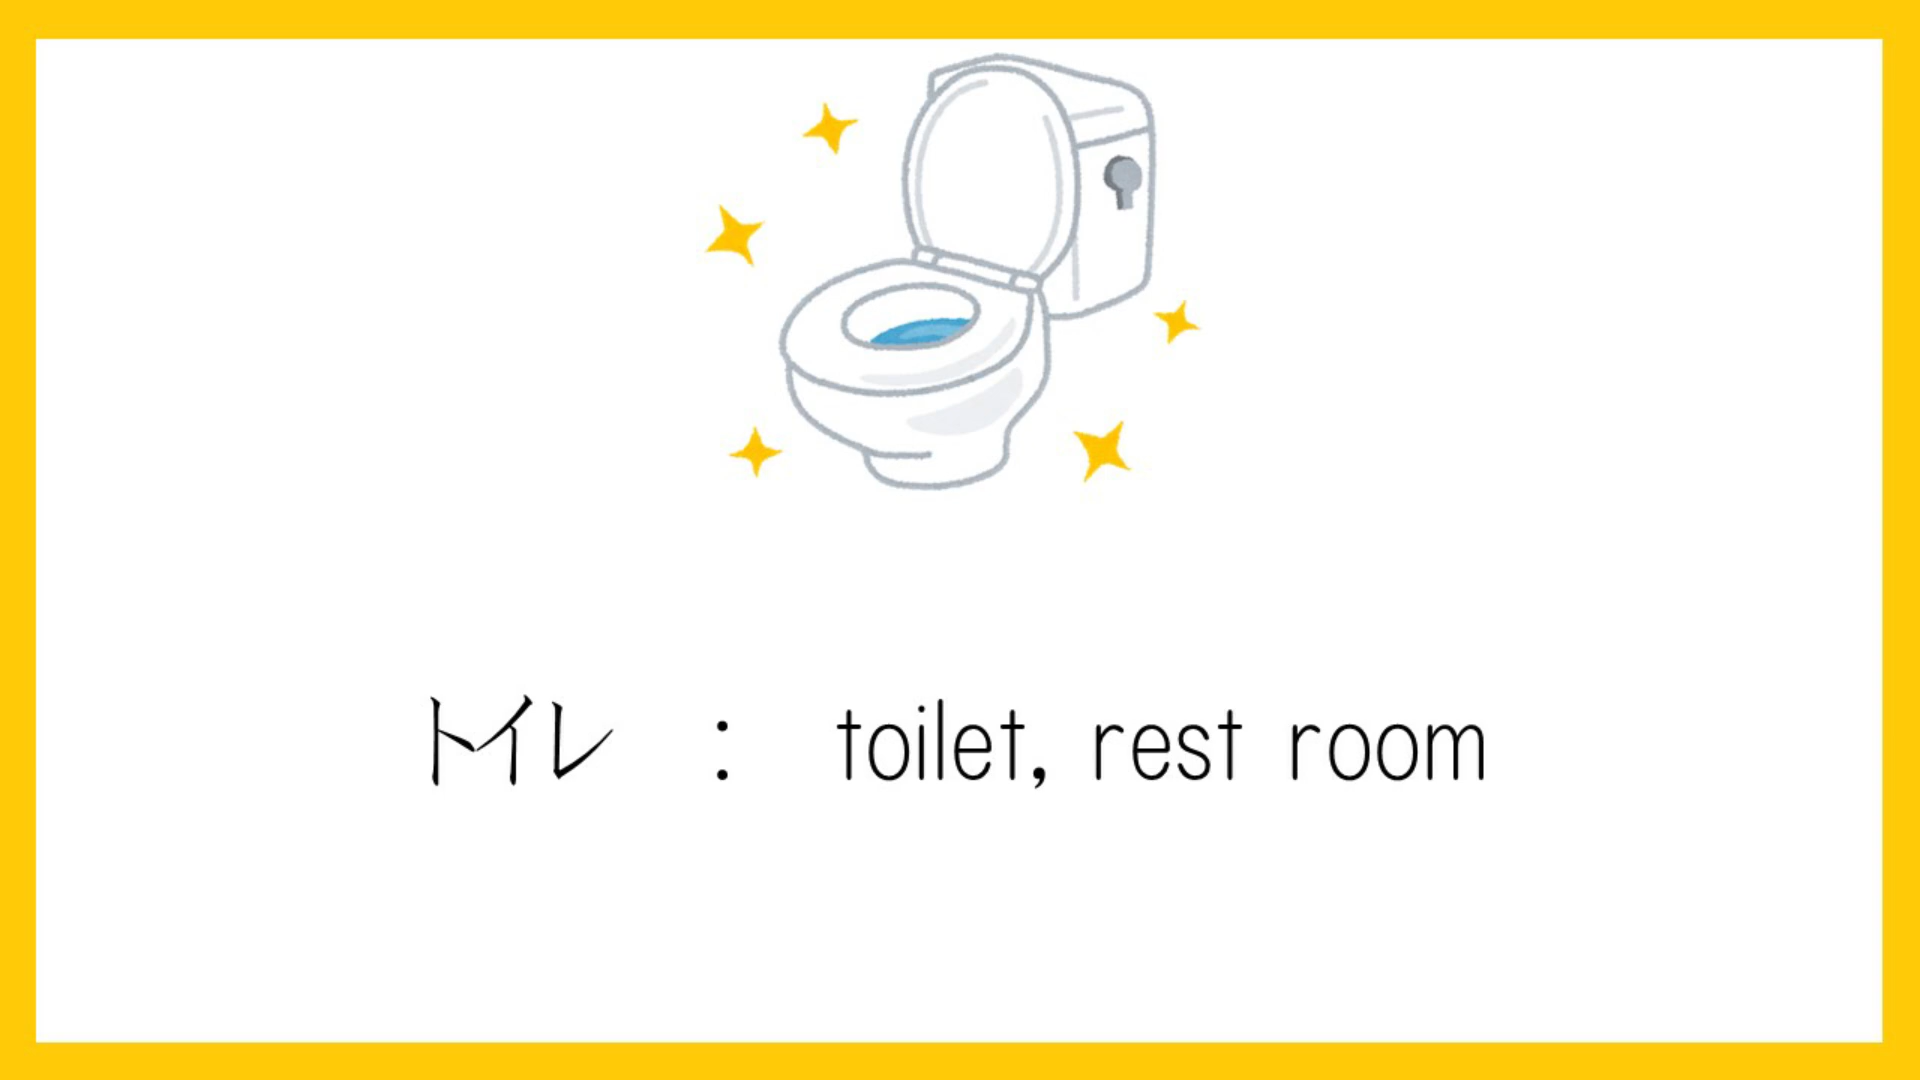 トイレ : toilet, rest room